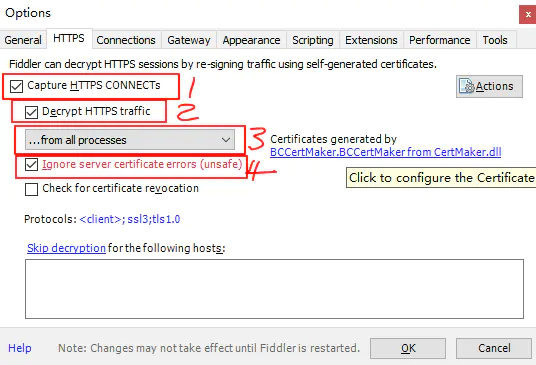 Options
General HTTPS Connections Gateway Appearance Scripting Extensions Performance Tools
Fiddler can decrypt HTTPS sessions by re-signing traffic using self-generated certificates.
Capture HTTPS CONNECTs 1
Actions
Decrypt HTTPS traffic 2
...from all processes 3 Certificates generated by
BCCertMaker.BCCertMaker from CertMaker.dll
Ignore server certificate errors (unsafe) 4
Click to configure the Certificate
Check for certificate revocation
Protocols: <client>;ssl3;tls1.0
Skip decryption for the following hosts:
Help Note: Changes may not take effect until Fiddler is restarted. OK Cancel